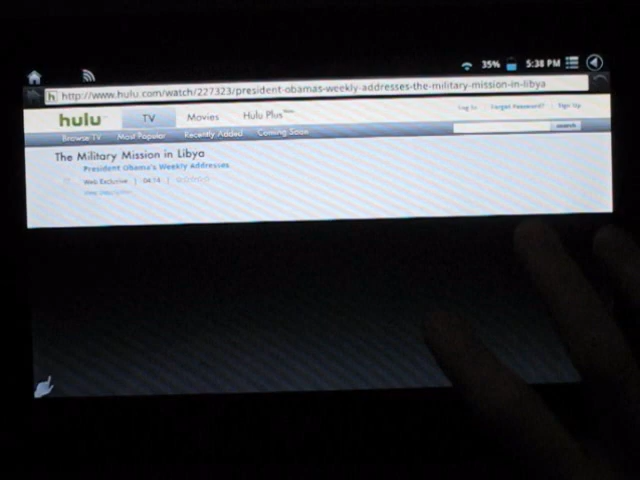 35% 5:38 PM
http://www.hulu.com/watch/227323/president-obamas-weekly-addresses-the-military-mission-in-libya
hulu TV Movies Hulu Plus Log In Forgot Password? Sign Up
Browse TV Most Popular Recently Added Coming Soon search
The Military Mission in Libya
President Obama's Weekly Addresses
Web Exclusive | 04:14 |